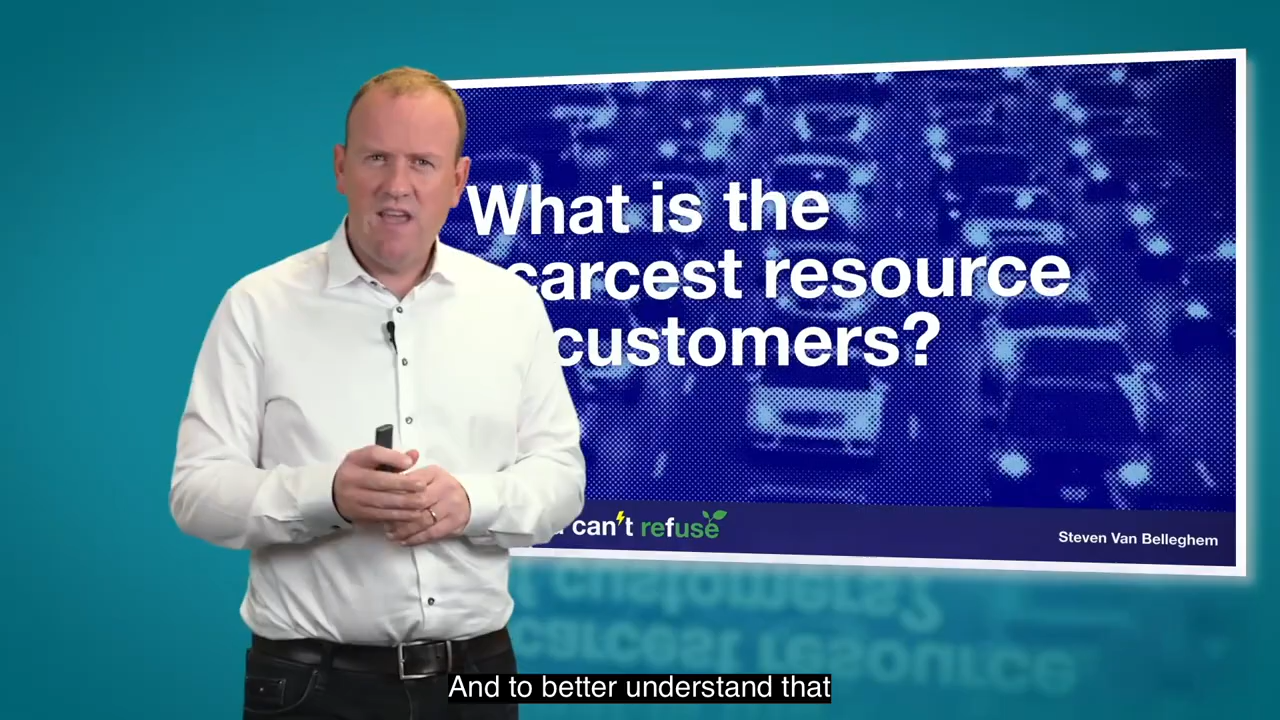 What is the
carcest resource
customers?
can't refuse
Steven Van Belleghem
And to better understand that